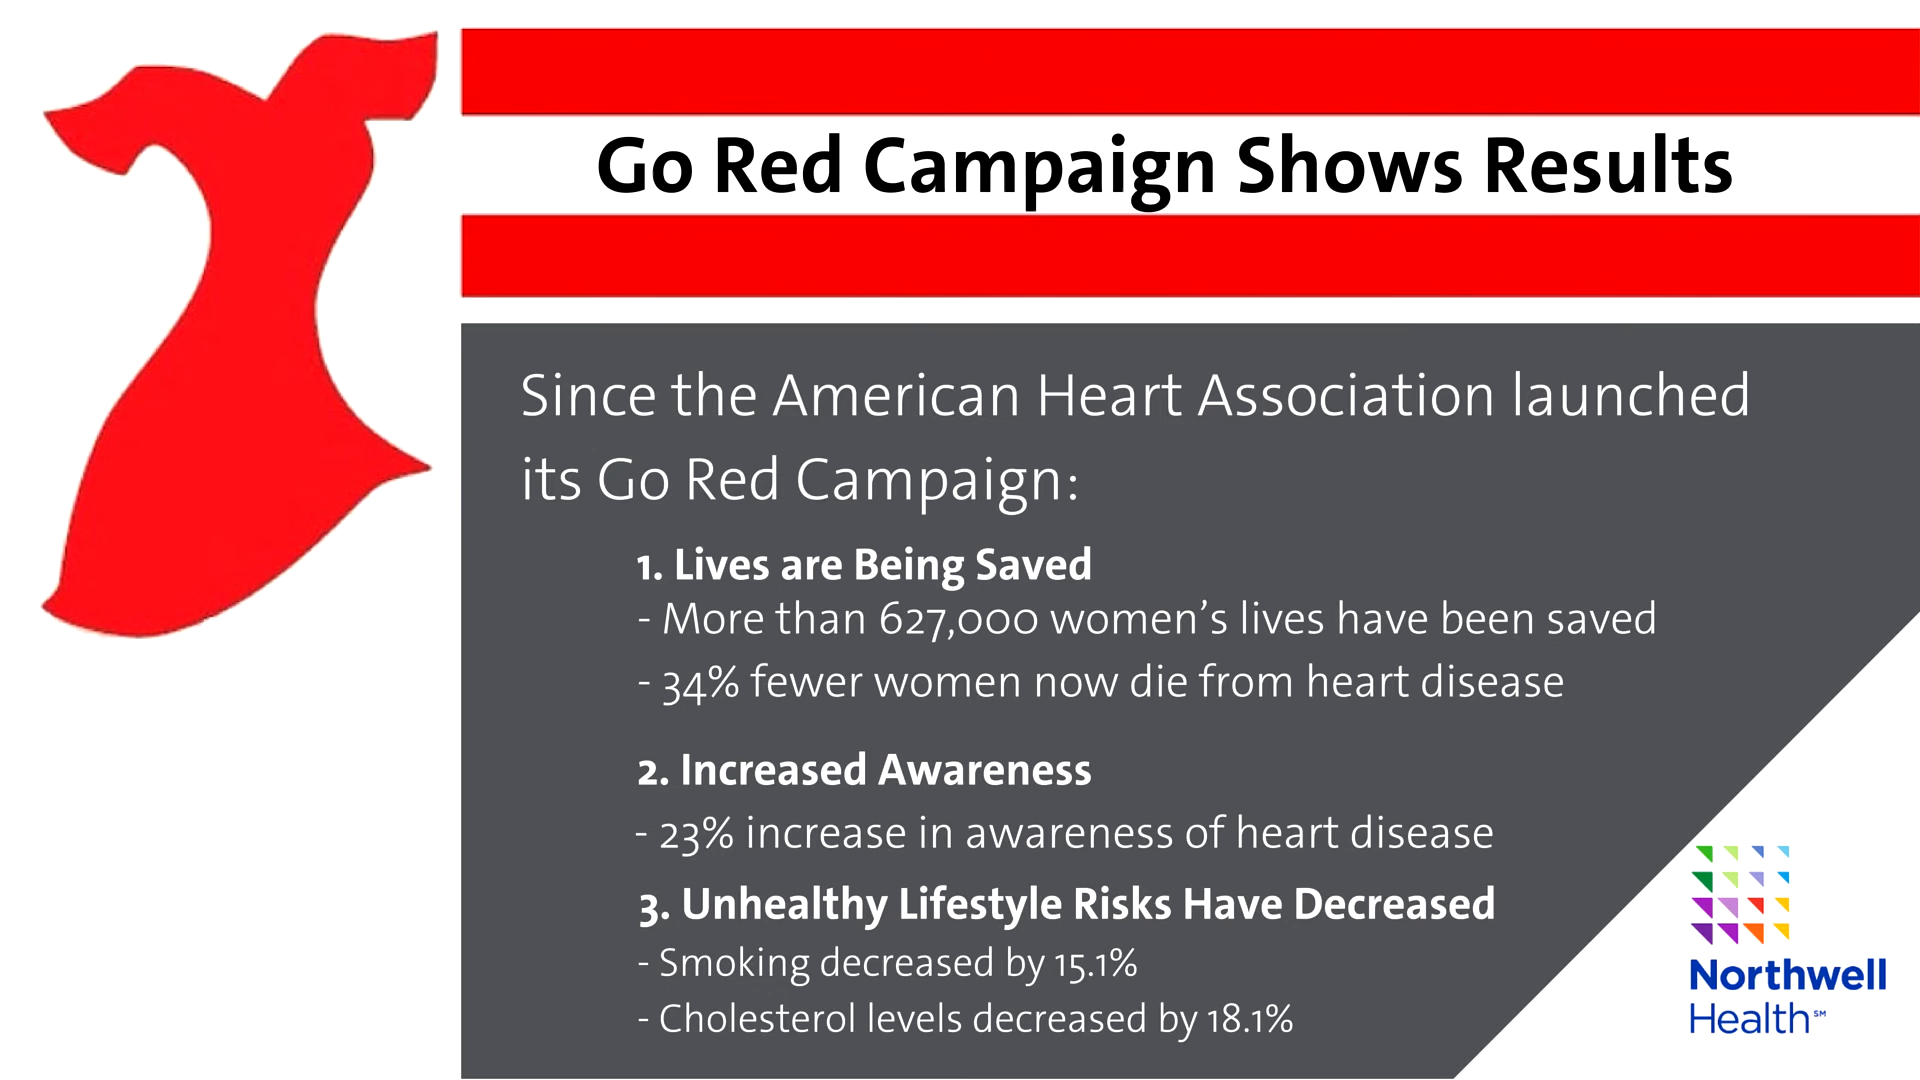 Go Red Campaign Shows Results
Since the American Heart Association launched
its Go Red Campaign:
1. Lives are Being Saved
- More than 627,000 women’s lives have been saved
- 34% fewer women now die from heart disease
2. Increased Awareness
- 23% increase in awareness of heart disease
3. Unhealthy Lifestyle Risks Have Decreased
- Smoking decreased by 15.1%
- Cholesterol levels decreased by 18.1%
Northwell
Health℠